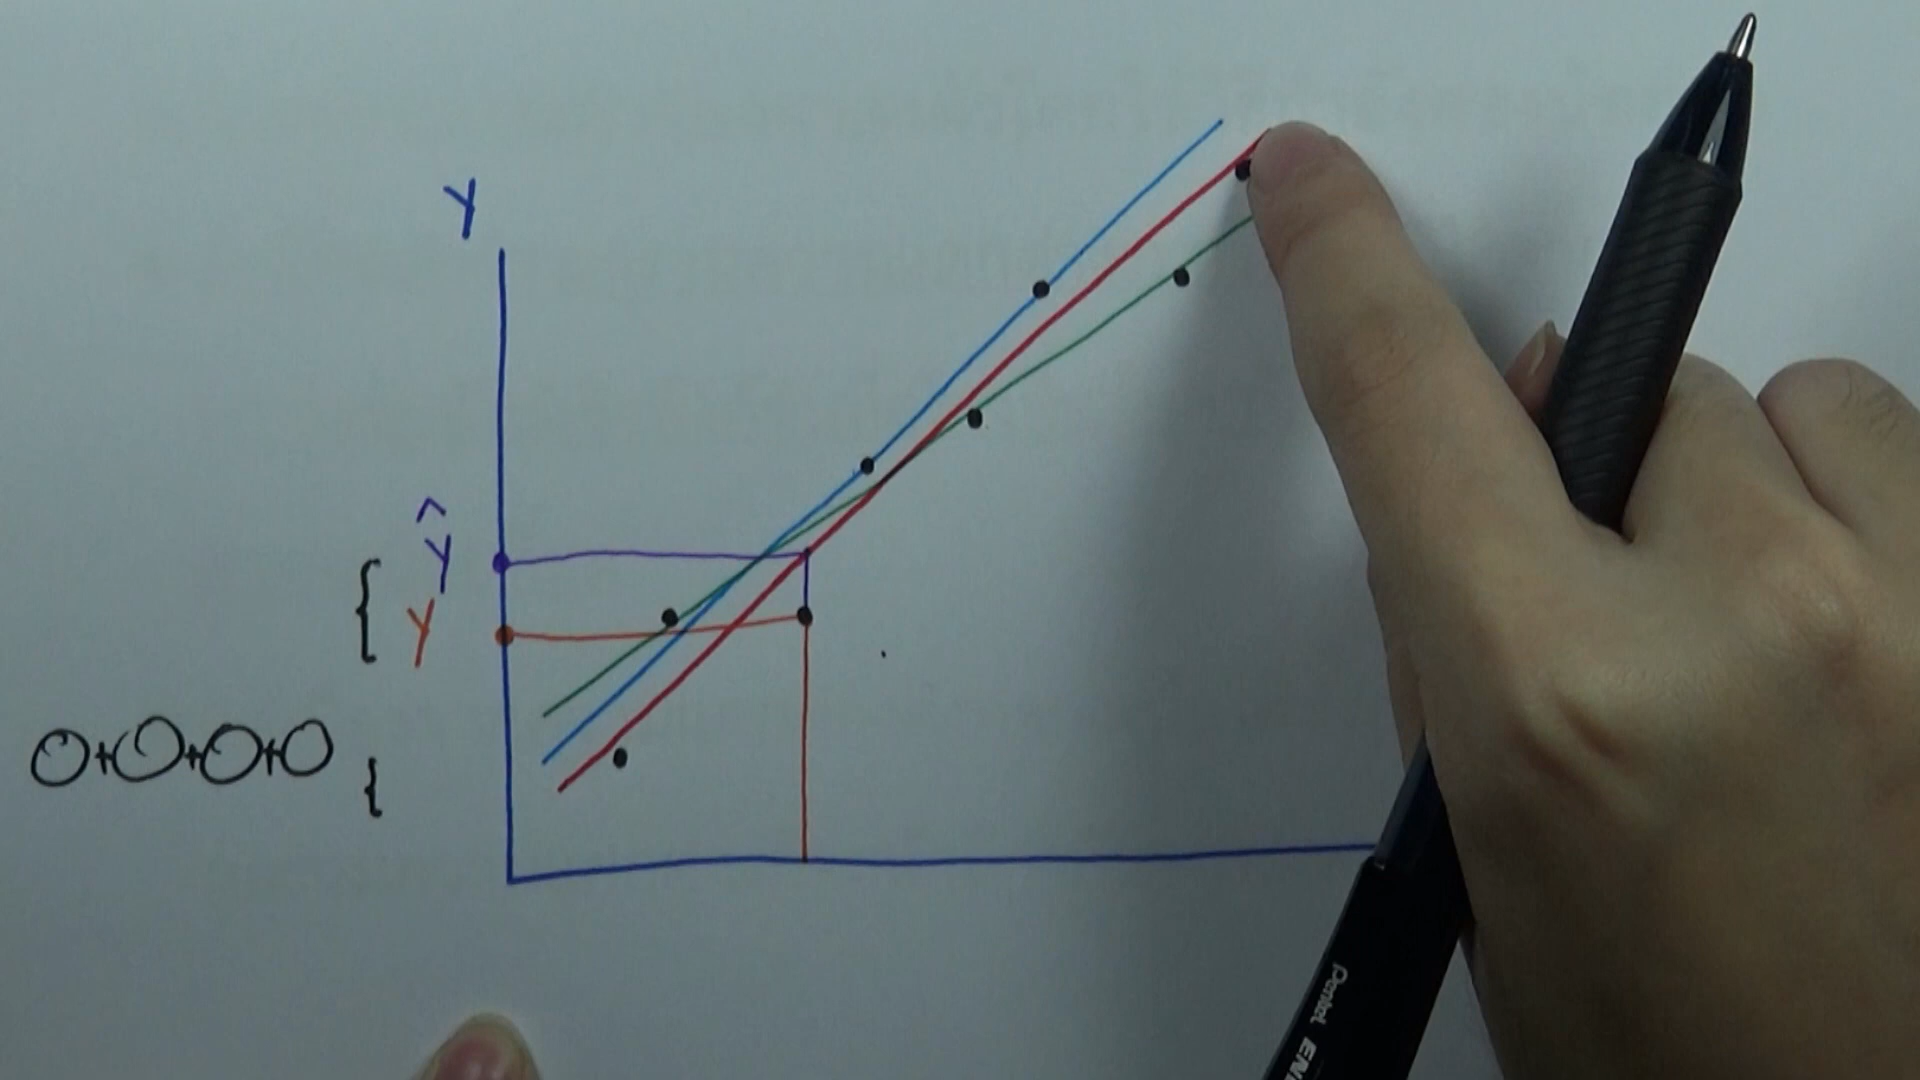 Y
ŷ
Y
O+O+O+O
{
{
Pentel ENE